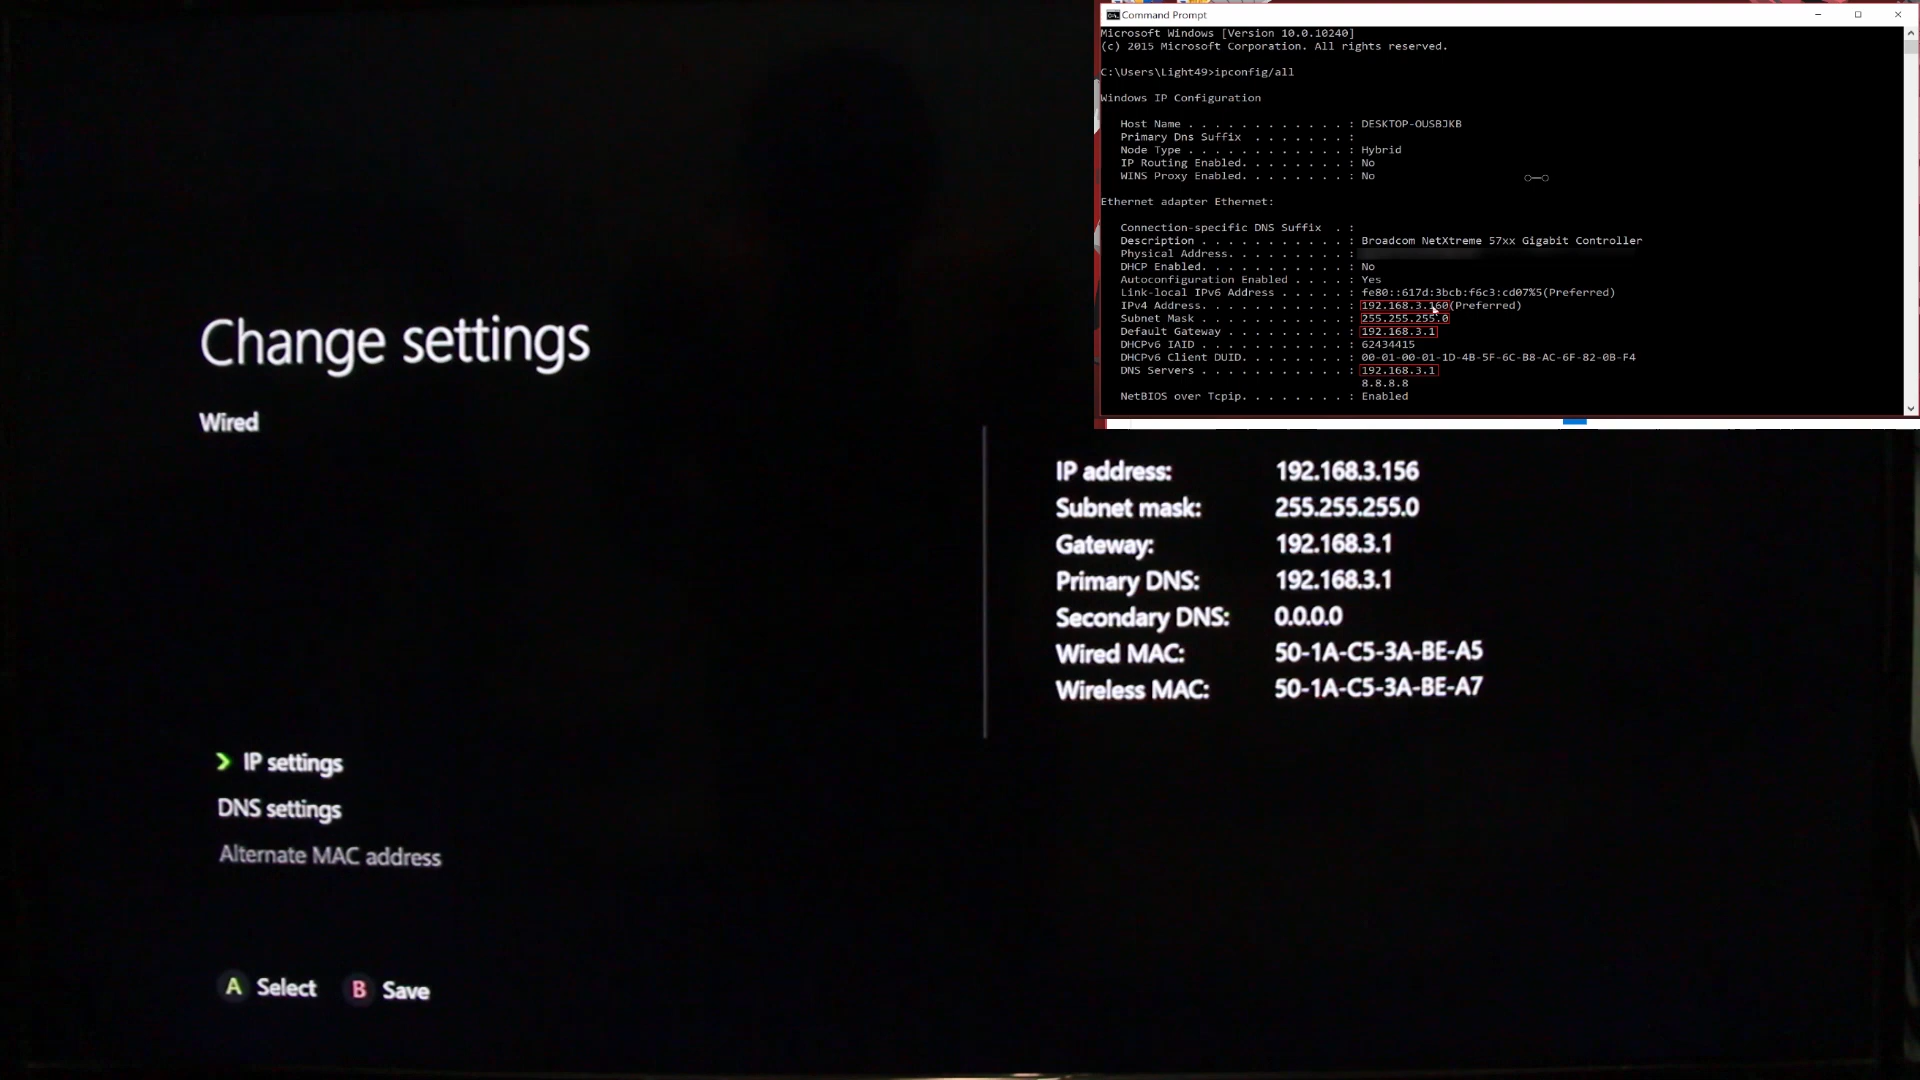 Command Prompt
Microsoft Windows [Version 10.0.10240]
(c) 2015 Microsoft Corporation. All rights reserved.
C:\Users\Light49>ipconfig/all
Windows IP Configuration
Host Name . . . . . . . . . . . . : DESKTOP-OUSBJKB
Primary Dns Suffix . . . . . . . :
Node Type . . . . . . . . . . . . : Hybrid
IP Routing Enabled. . . . . . . . : No
WINS Proxy Enabled. . . . . . . . : No
Ethernet adapter Ethernet:
Connection-specific DNS Suffix . :
Description . . . . . . . . . . . : Broadcom NetXtreme 57xx Gigabit Controller
Physical Address. . . . . . . . . :
DHCP Enabled. . . . . . . . . . . : No
Autoconfiguration Enabled . . . . : Yes
Link-local IPv6 Address . . . . . : fe80::617d:3bcb:f6c3:cd07%5(Preferred)
IPv4 Address. . . . . . . . . . . : 192.168.3.160(Preferred)
Subnet Mask . . . . . . . . . . . : 255.255.255.0
Default Gateway . . . . . . . . . : 192.168.3.1
DHCPv6 IAID . . . . . . . . . . . : 62434415
DHCPv6 Client DUID. . . . . . . . : 00-01-00-01-1D-4B-5F-6C-B8-AC-6F-82-0B-F4
DNS Servers . . . . . . . . . . . : 192.168.3.1
8.8.8.8
NetBIOS over Tcpip. . . . . . . . : Enabled
Change settings
Wired
IP address: 192.168.3.156
Subnet mask: 255.255.255.0
Gateway: 192.168.3.1
Primary DNS: 192.168.3.1
Secondary DNS: 0.0.0.0
Wired MAC: 50-1A-C5-3A-BE-A5
Wireless MAC: 50-1A-C5-3A-BE-A7
IP settings
DNS settings
Alternate MAC address
A Select B Save